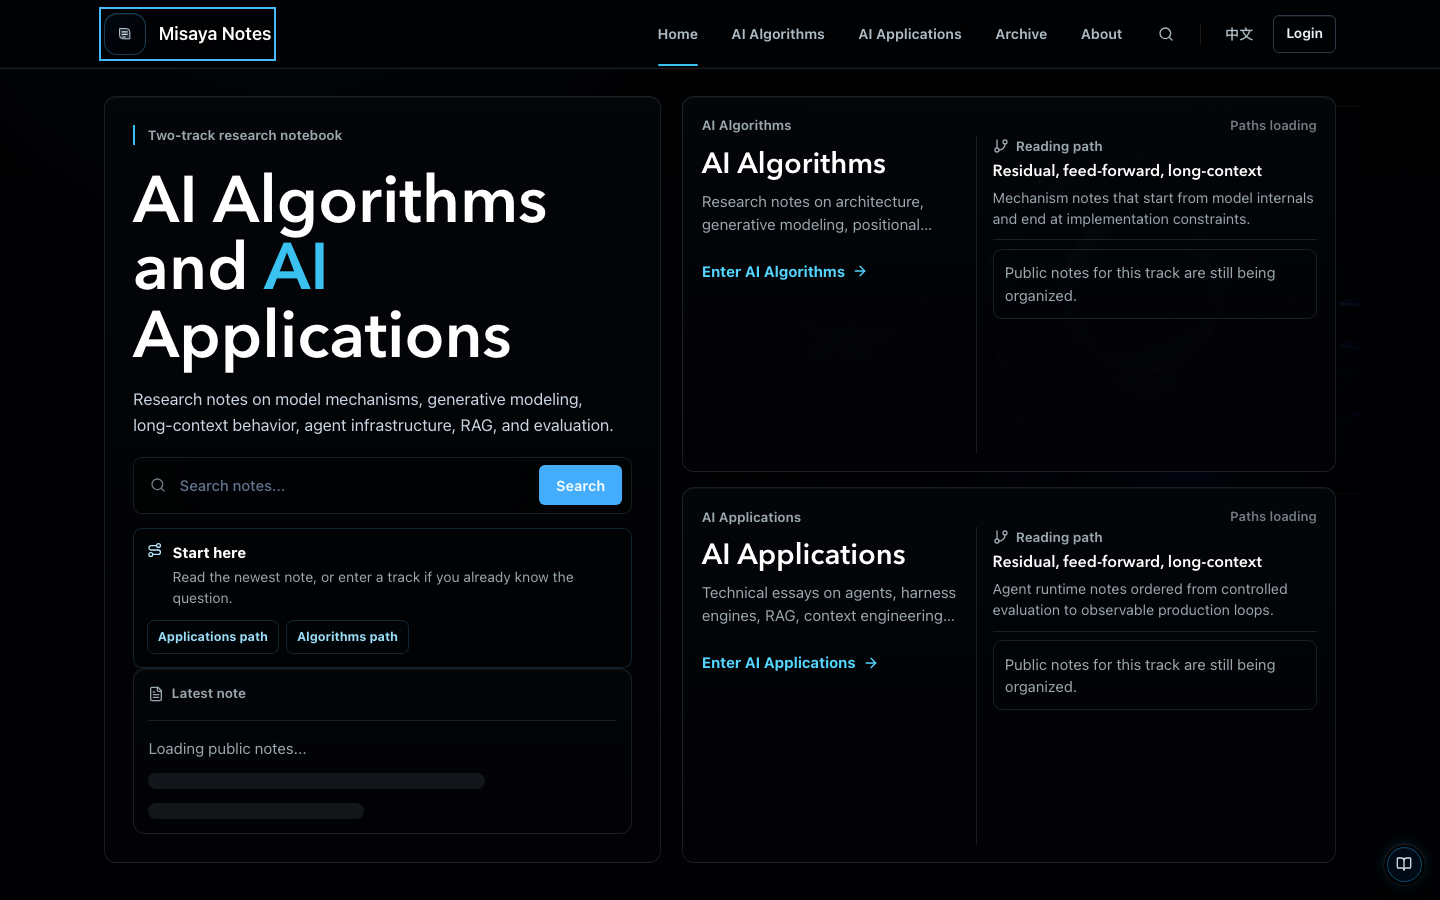 Misaya Notes
Home
AI Algorithms
AI Applications
Archive
About
中文
Login
Two-track research notebook
AI Algorithms
and AI
Applications
Research notes on model mechanisms, generative modeling,
long-context behavior, agent infrastructure, RAG, and evaluation.
Search notes...
Search
Start here
Read the newest note, or enter a track if you already know the
question.
Applications path
Algorithms path
Latest note
Loading public notes...
AI Algorithms
Paths loading
AI Algorithms
Research notes on architecture,
generative modeling, positional...
Enter AI Algorithms
Reading path
Residual, feed-forward, long-context
Mechanism notes that start from model internals
and end at implementation constraints.
Public notes for this track are still being
organized.
AI Applications
Paths loading
AI Applications
Technical essays on agents, harness
engines, RAG, context engineering...
Enter AI Applications
Reading path
Residual, feed-forward, long-context
Agent runtime notes ordered from controlled
evaluation to observable production loops.
Public notes for this track are still being
organized.